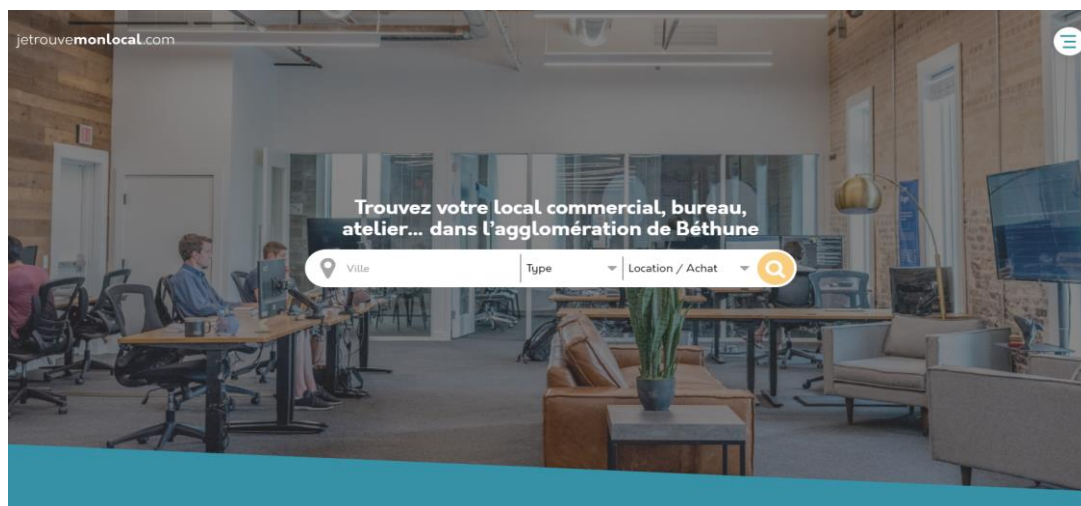 jetrouvemonlocal.com
Trouvez votre local commercial, bureau,
atelier... dans l'agglomération de Béthune
Ville
Type
Location / Achat